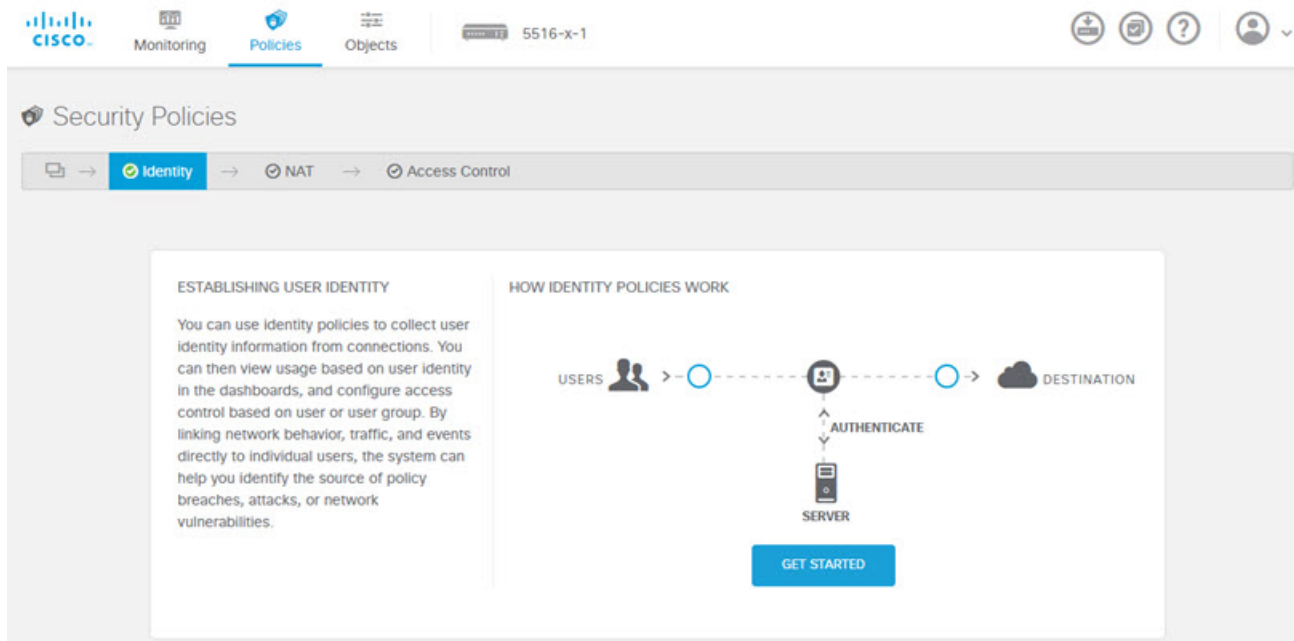 CISCO
Monitoring
Policies
Objects
5516-x-1
Security Policies
Identity
NAT
Access Control
ESTABLISHING USER IDENTITY
You can use identity policies to collect user
identity information from connections. You
can then view usage based on user identity
in the dashboards, and configure access
control based on user or user group. By
linking network behavior, traffic, and events
directly to individual users, the system can
help you identify the source of policy
breaches, attacks, or network
vulnerabilities.
HOW IDENTITY POLICIES WORK
USERS
DESTINATION
AUTHENTICATE
SERVER
GET STARTED